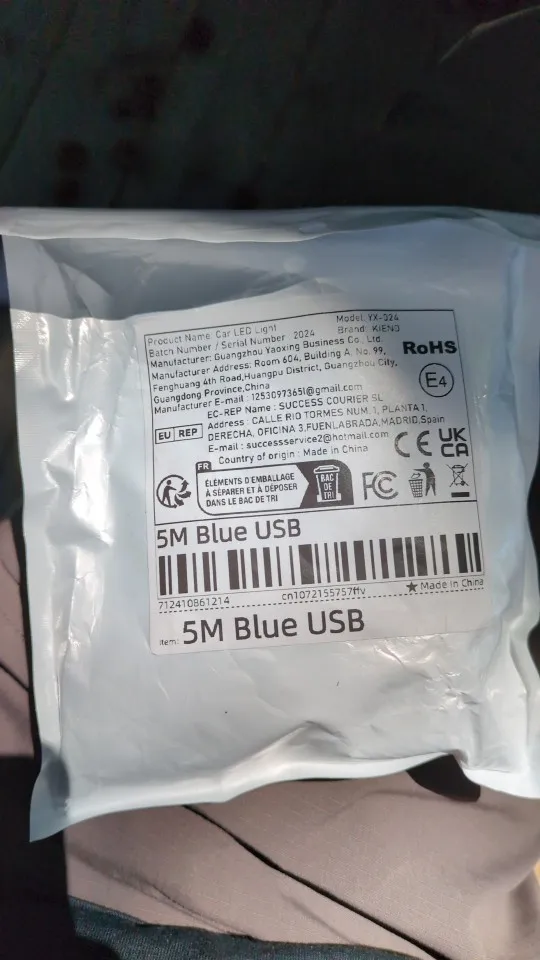 Product Name: Car LED Light
Model: YX-024
Batch Number / Serial Number 2024
Brand: KIENO
Manufacturer: Guangzhou Yaoxing Business Co., Ltd.
Manufacturer Address: Room 604, Building A, No. 99,
Fenghuang 4th Road,Huangpu District, Guangzhou City,
Guangdong Province,China
Manufacturer E-mail : 1253097365l@gmail.com
RoHS
E4
EC-REP Name : SUCCESS COURIER SL
EU REP
Address : CALLE RIO TORMES NUM. 1, PLANTA 1,
DERECHA, OFICINA 3,FUENLABRADA,MADRID,Spain
E-mail : successservice2@hotmail.com
Country of origin : Made in China
CE
UK
CA
FR
ÉLÉMENTS D'EMBALLAGE
À SÉPARER ET À DÉPOSER
DANS LE BAC DE TRI
BAC
DE
TRI
FC
5M Blue USB
712410861214
cn1072155757ffv
★ Made in China
Item: 5M Blue USB